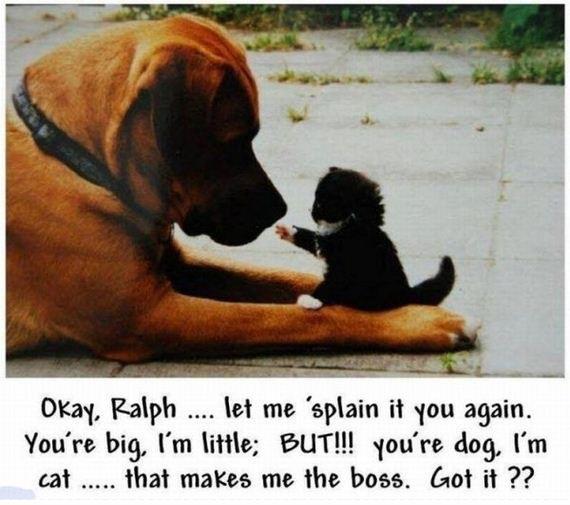 Okay, Ralph .... let me 'splain it you again.
You're big, I'm little; BUT!!! you're dog, I'm
cat ..... that makes me the boss. Got it ??